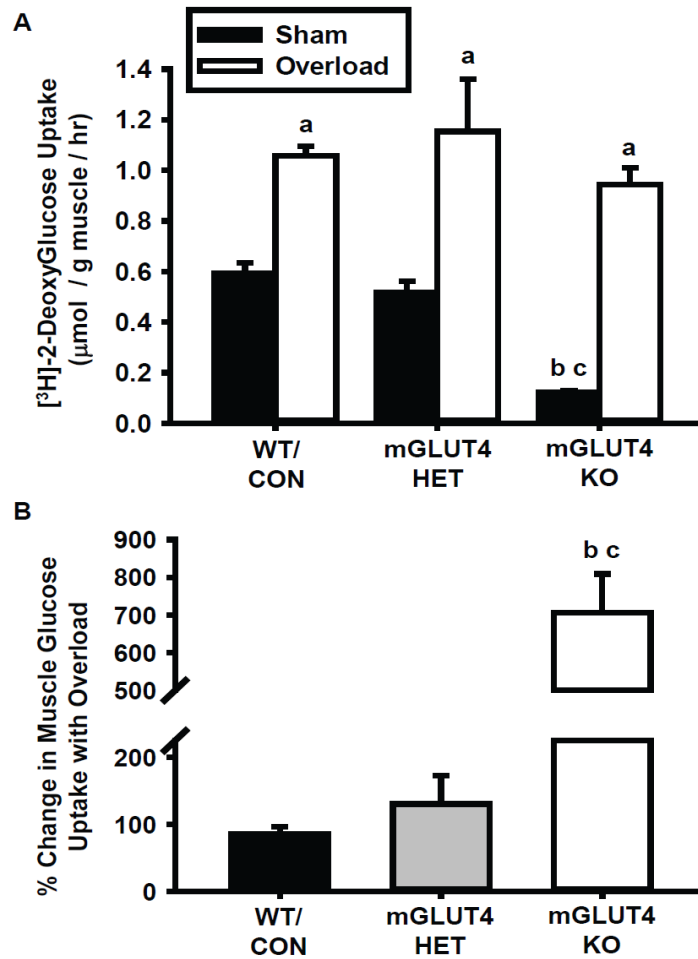 A
Sham
Overload
[³H]-2-DeoxyGlucose Uptake
(μmol / g muscle / hr)
1.4
1.2
1.0
0.8
0.6
0.4
0.2
0.0
a
a
a
b c
WT/
CON
mGLUT4
HET
mGLUT4
KO
B
% Change in Muscle Glucose
Uptake with Overload
900
800
700
600
500
200
100
0
b c
WT/
CON
mGLUT4
HET
mGLUT4
KO